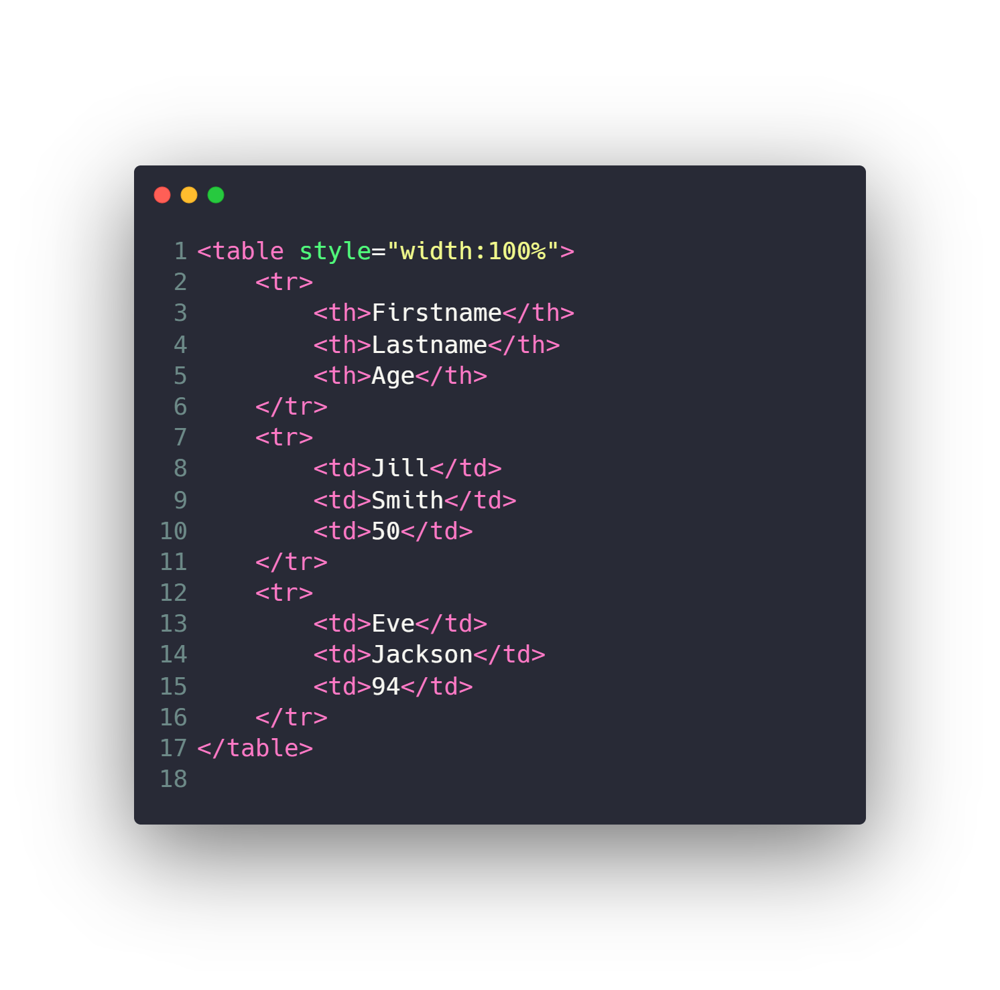 1 <table style="width:100%">
2     <tr>
3         <th>Firstname</th>
4         <th>Lastname</th>
5         <th>Age</th>
6     </tr>
7     <tr>
8         <td>Jill</td>
9         <td>Smith</td>
10         <td>50</td>
11     </tr>
12     <tr>
13         <td>Eve</td>
14         <td>Jackson</td>
15         <td>94</td>
16     </tr>
17 </table>
18